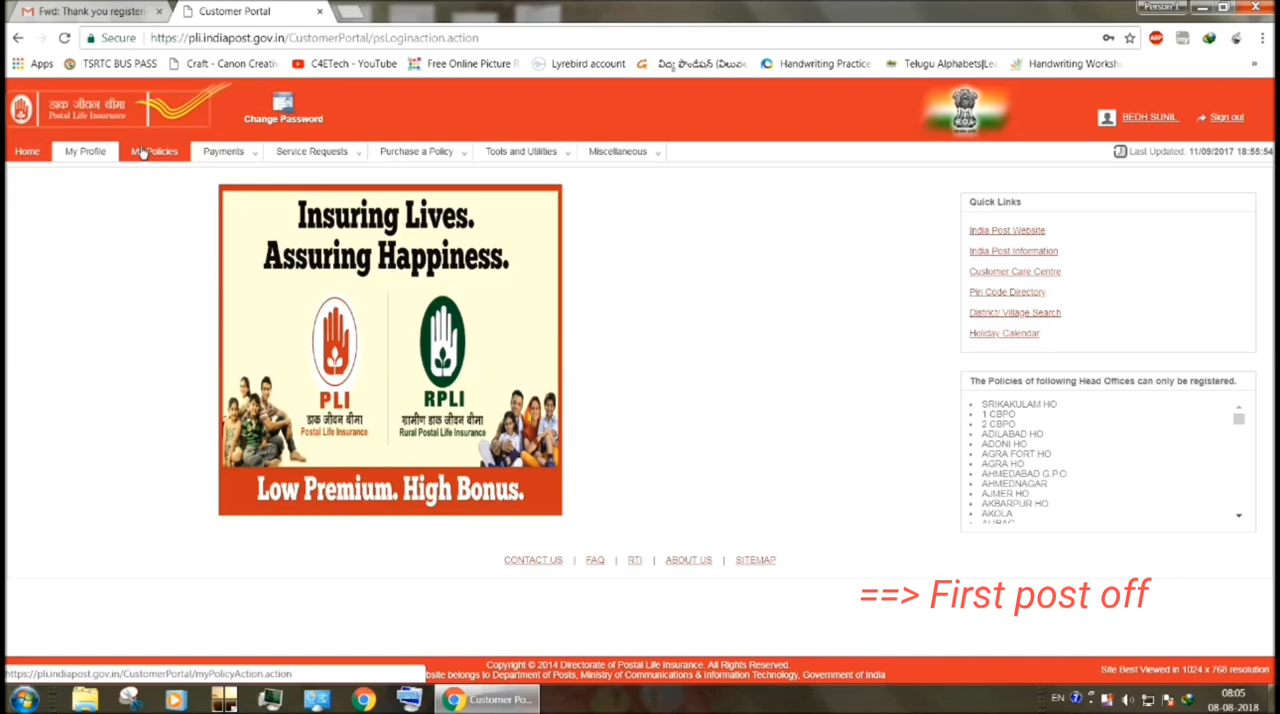 Fwd: Thank you register
Customer Portal
Person 1
Secure
https://pli.indiapost.gov.in/CustomerPortal/psLoginaction.action
ABP
my
Apps
TSRTC BUS PASS
Craft - Canon Creativ
C4ETech - YouTube
Free Online Picture R
Lyrebird account
విద్య ఫౌండేషన్ (విలువ
Handwriting Practice
Telugu Alphabets|Lea
Handwriting Worksh
»
डाक जीवन बीमा
Postal Life Insurance
Change Password
BEDH SUNIL
Sign out
Home
My Profile
My Policies
Payments
Service Requests
Purchase a Policy
Tools and Utilities
Miscellaneous
Last Updated: 11/09/2017 18:55:54
Insuring Lives.
Assuring Happiness.
PLI
डाक जीवन बीमा
Postal Life Insurance
RPLI
ग्रामीण डाक जीवन बीमा
Rural Postal Life Insurance
Low Premium. High Bonus.
Quick Links
India Post Website
India Post Information
Customer Care Centre
Pin Code Directory
District/ Village Search
Holiday Calendar
The Policies of following Head Offices can only be registered.
• SRIKAKULAM HO
• 1 CBPO
• 2 CBPO
• ADILABAD HO
• ADONI HO
• AGRA FORT HO
• AGRA HO
• AHMEDABAD G.P.O
• AHMEDNAGAR
• AJMER HO
• AKBARPUR HO
• AKOLA
• ALIBAG
CONTACT US | FAQ | RTI | ABOUT US | SITEMAP
==> First post off
https://pli.indiapost.gov.in/CustomerPortal/myPolicyAction.action
Copyright © 2014 Directorate of Postal Life Insurance. All Rights Reserved.
bsite belongs to Department of Posts, Ministry of Communications & Information Technology, Government of India
Site Best Viewed in 1024 x 768 resolution
Customer Po...
EN
08:05
08-08-2018